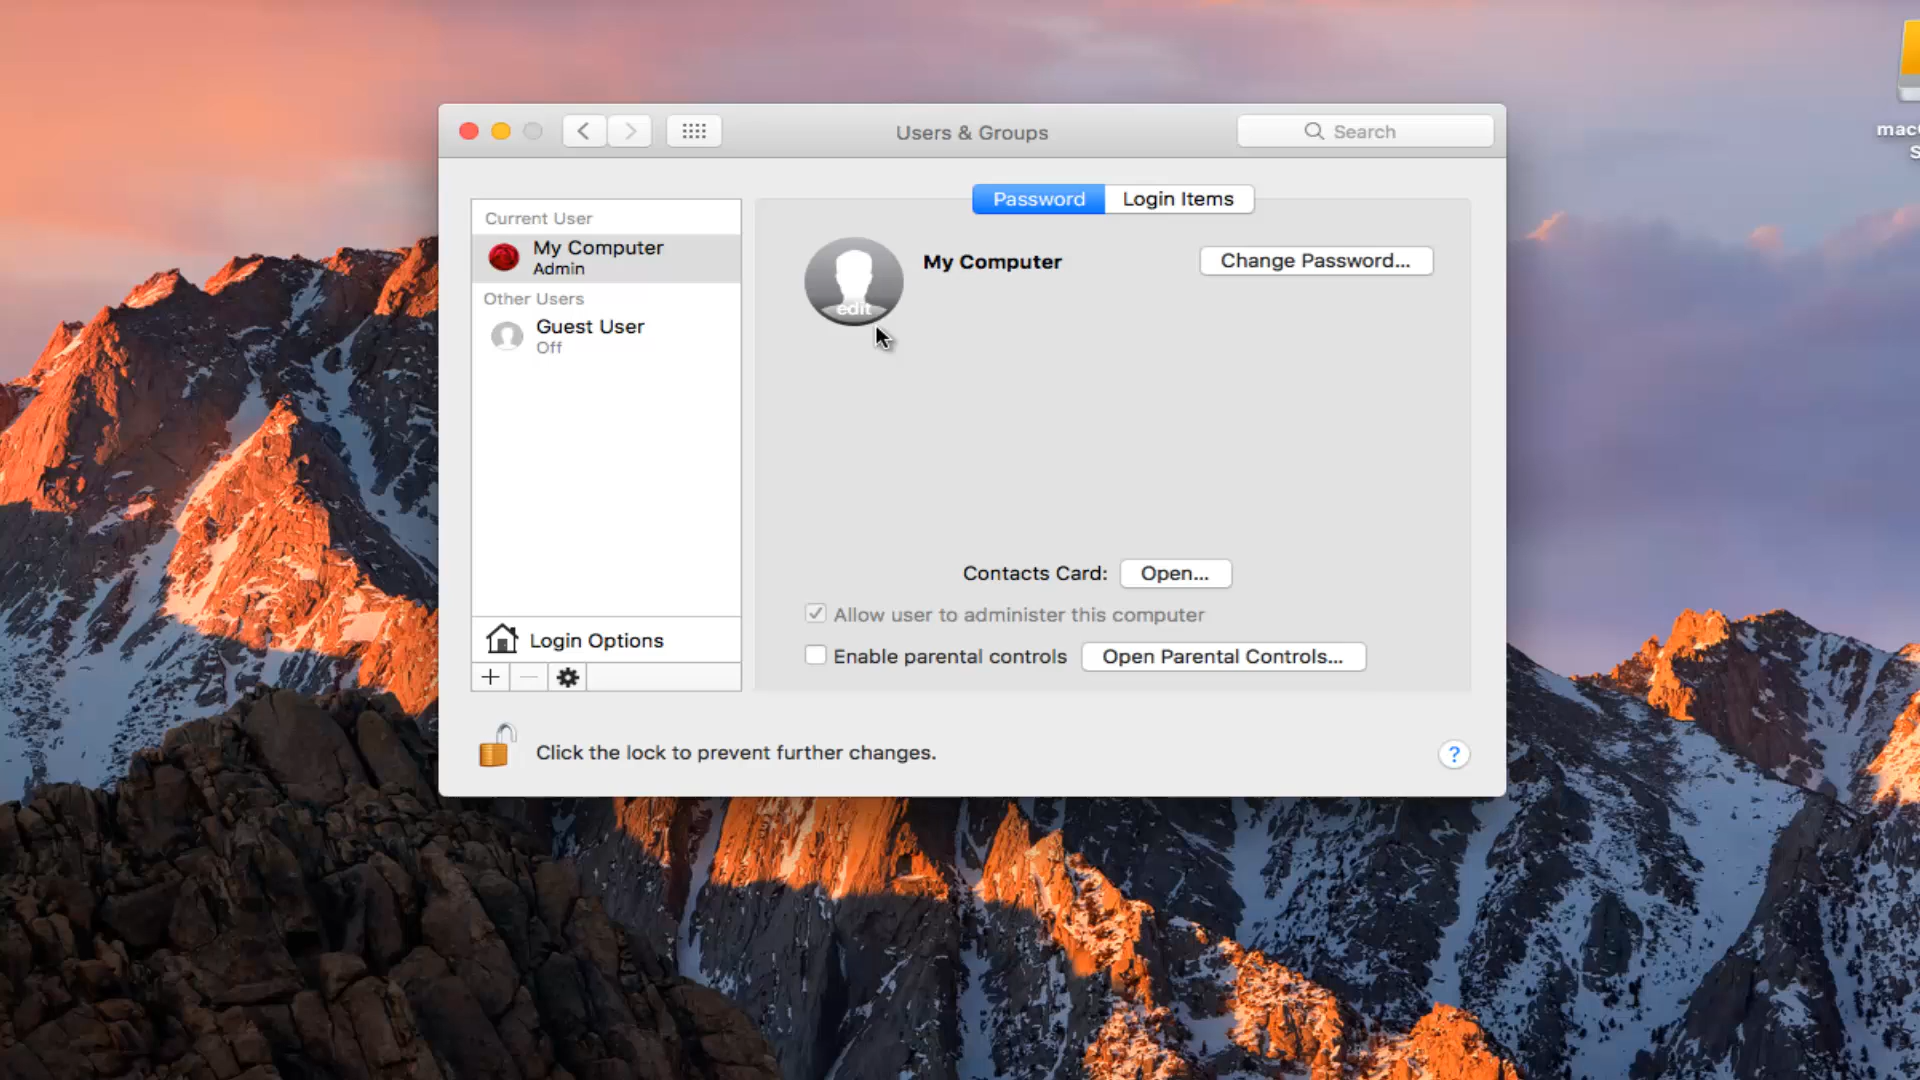 Users & Groups
Search
Password
Login Items
Current User
My Computer
Admin
Other Users
Guest User
Off
Login Options
edit
My Computer
Change Password...
Contacts Card:
Open...
Allow user to administer this computer
Enable parental controls
Open Parental Controls...
Click the lock to prevent further changes.
?